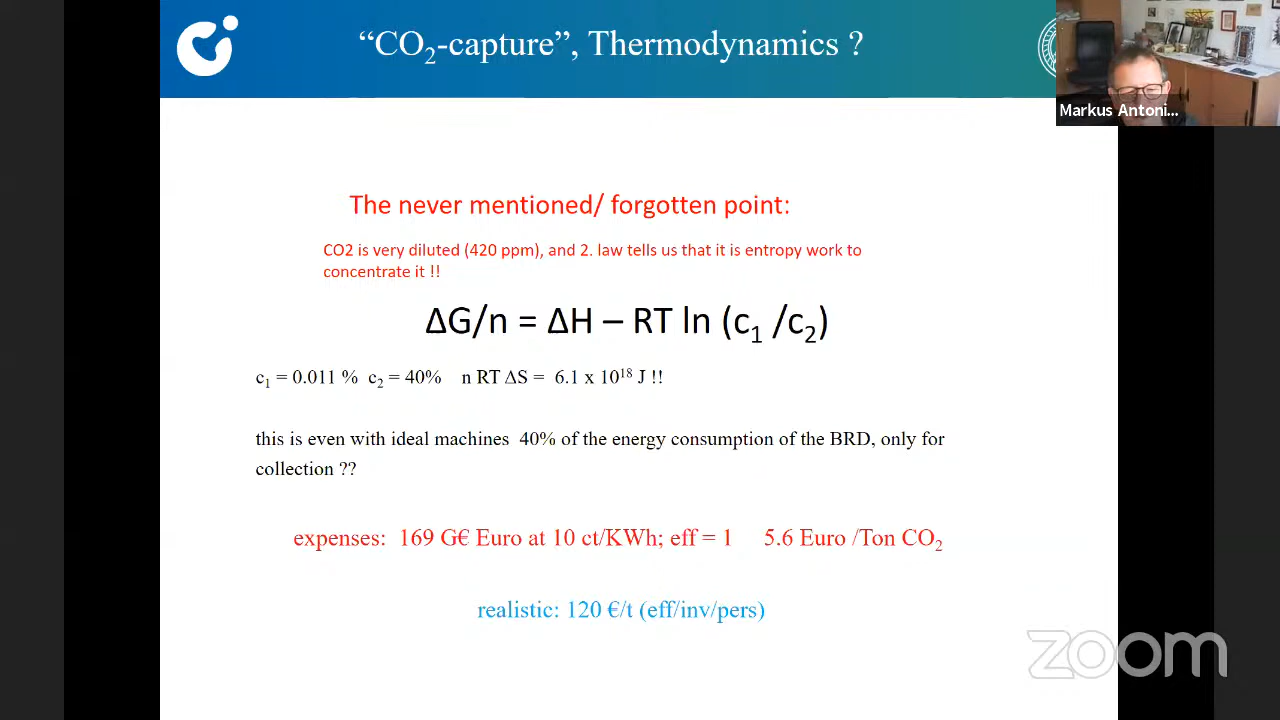 “CO₂-capture”, Thermodynamics ?
Markus Antoni...
The never mentioned/ forgotten point:
CO2 is very diluted (420 ppm), and 2. law tells us that it is entropy work to
concentrate it !!
ΔG/n = ΔH – RT ln (c₁ /c₂)
c₁ = 0.011 % c₂ = 40% n RT ΔS = 6.1 x 10¹⁸ J !!
this is even with ideal machines 40% of the energy consumption of the BRD, only for
collection ??
expenses: 169 G€ Euro at 10 ct/KWh; eff = 1 5.6 Euro /Ton CO₂
realistic: 120 €/t (eff/inv/pers)
zoom